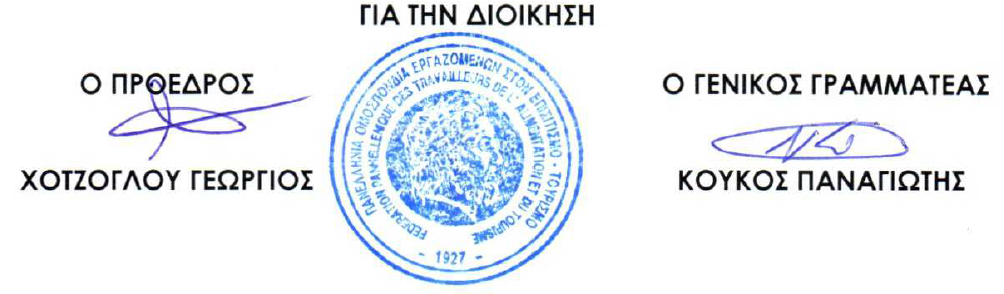 ΓΙΑ ΤΗΝ ΔΙΟΙΚΗΣΗ
Ο ΠΡΟΕΔΡΟΣ
Ο ΓΕΝΙΚΟΣ ΓΡΑΜΜΑΤΕΑΣ
ΠΑΝΕΛΛΗΝΙΑ ΟΜΟΣΠΟΝΔΙΑ ΕΡΓΑΖΟΜΕΝΩΝ ΣΤΟΝ ΕΠΙΣΙΤΙΣΜΟ - ΤΟΥΡΙΣΜΟ
FEDERATION PANHELLENIQUE DES TRAVAILLEURS DE L' ALIMENTATION ET DU TOURISME
- 1927 -
ΧΟΤΖΟΓΛΟΥ ΓΕΩΡΓΙΟΣ
ΚΟΥΚΟΣ ΠΑΝΑΓΙΩΤΗΣ